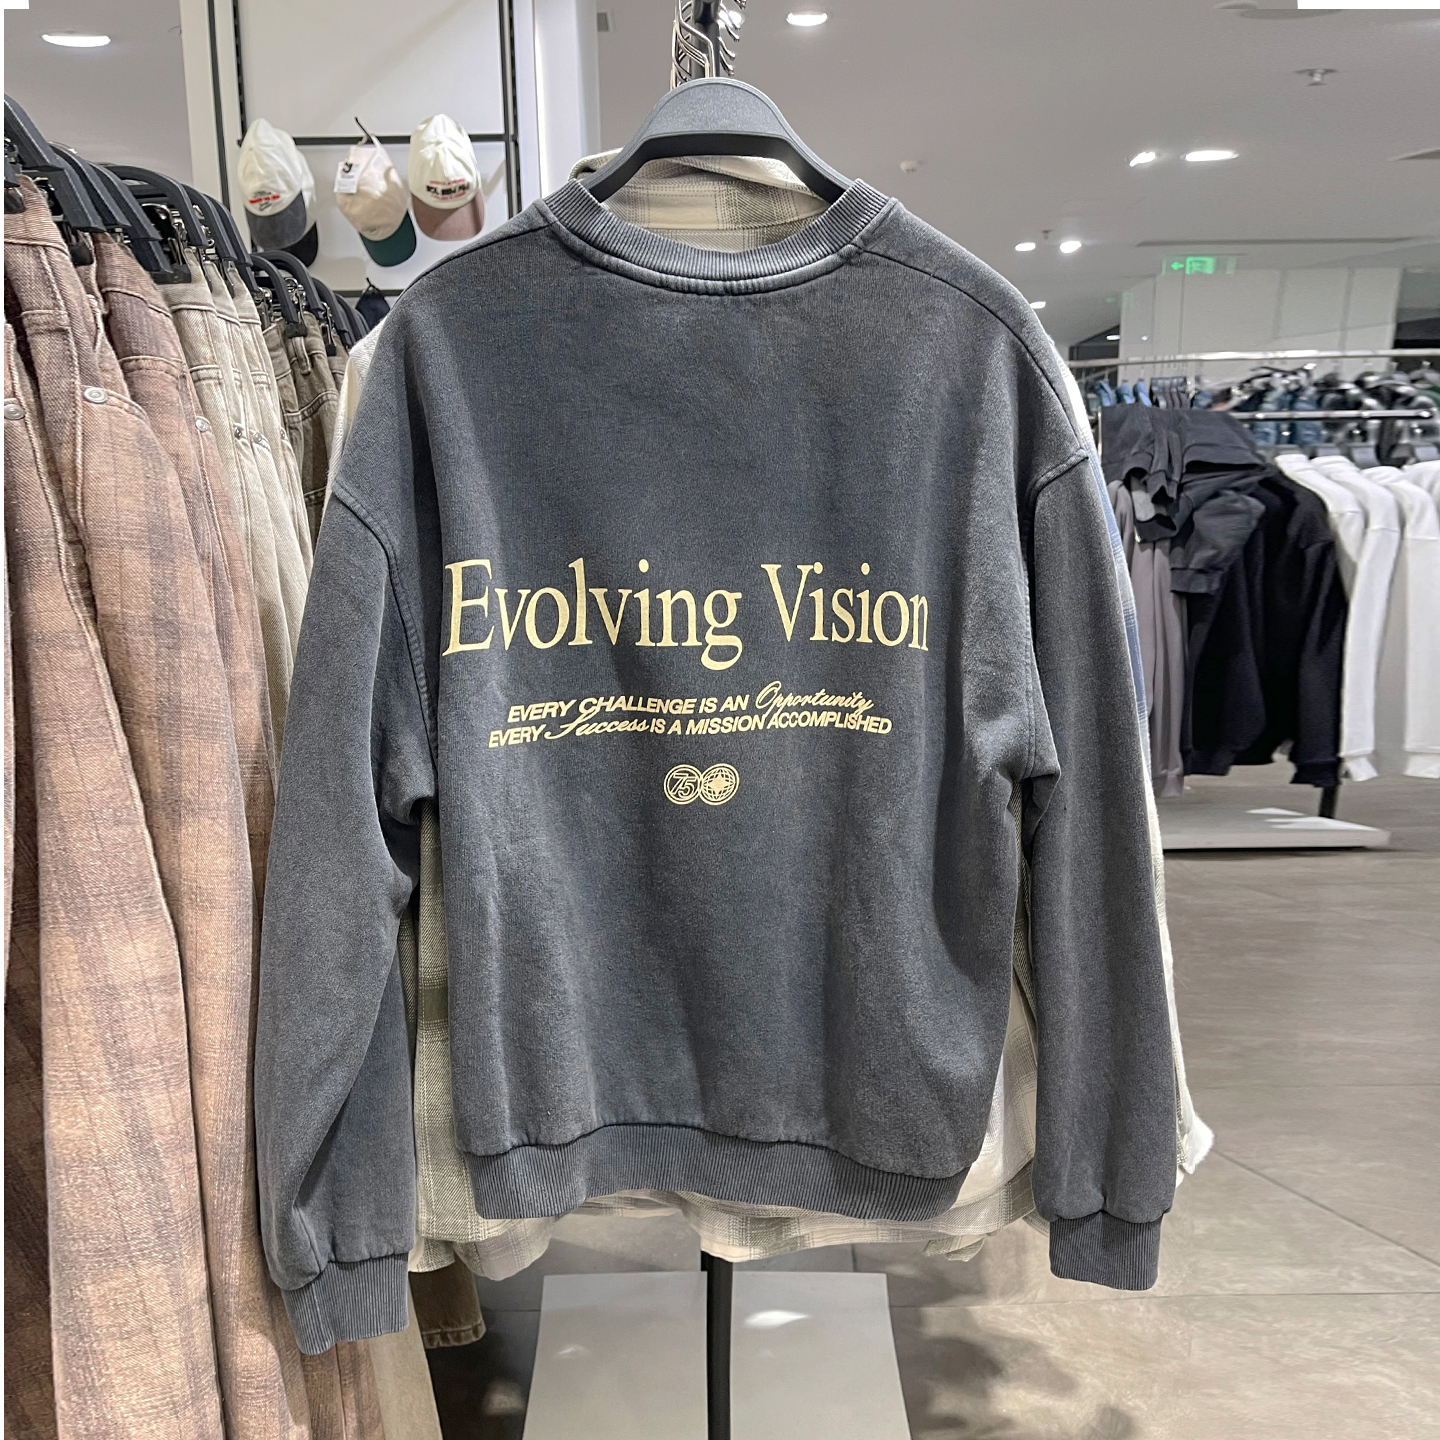 Evolving Vision
EVERY CHALLENGE IS AN Opportunity
EVERY Success IS A MISSION ACCOMPLISHED
75